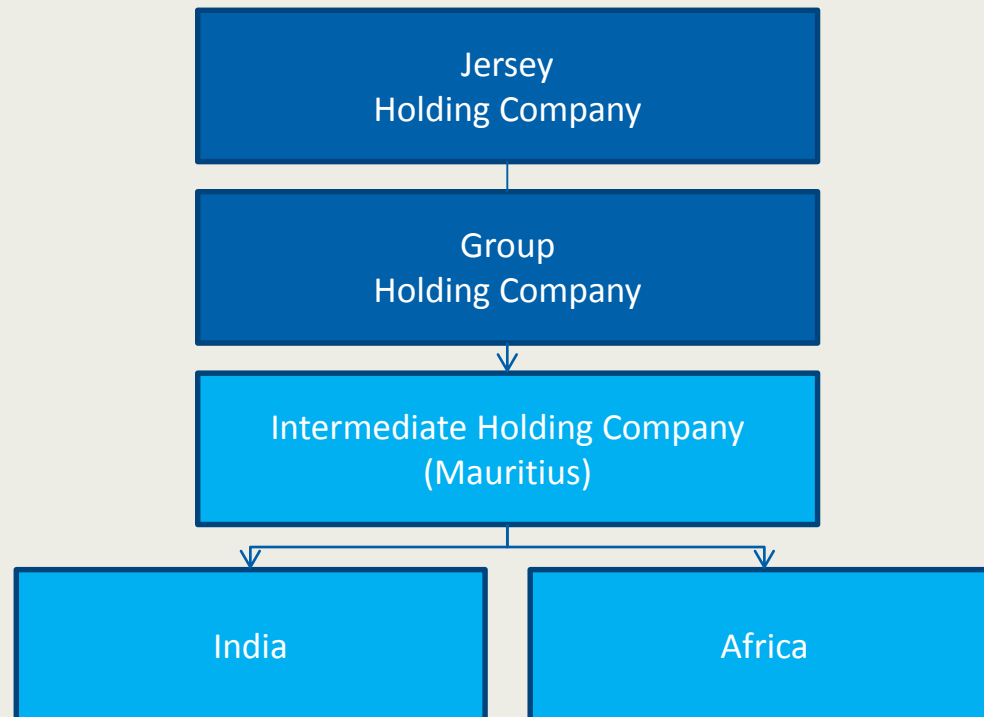 Jersey
Holding Company
Group
Holding Company
Intermediate Holding Company
(Mauritius)
India
Africa